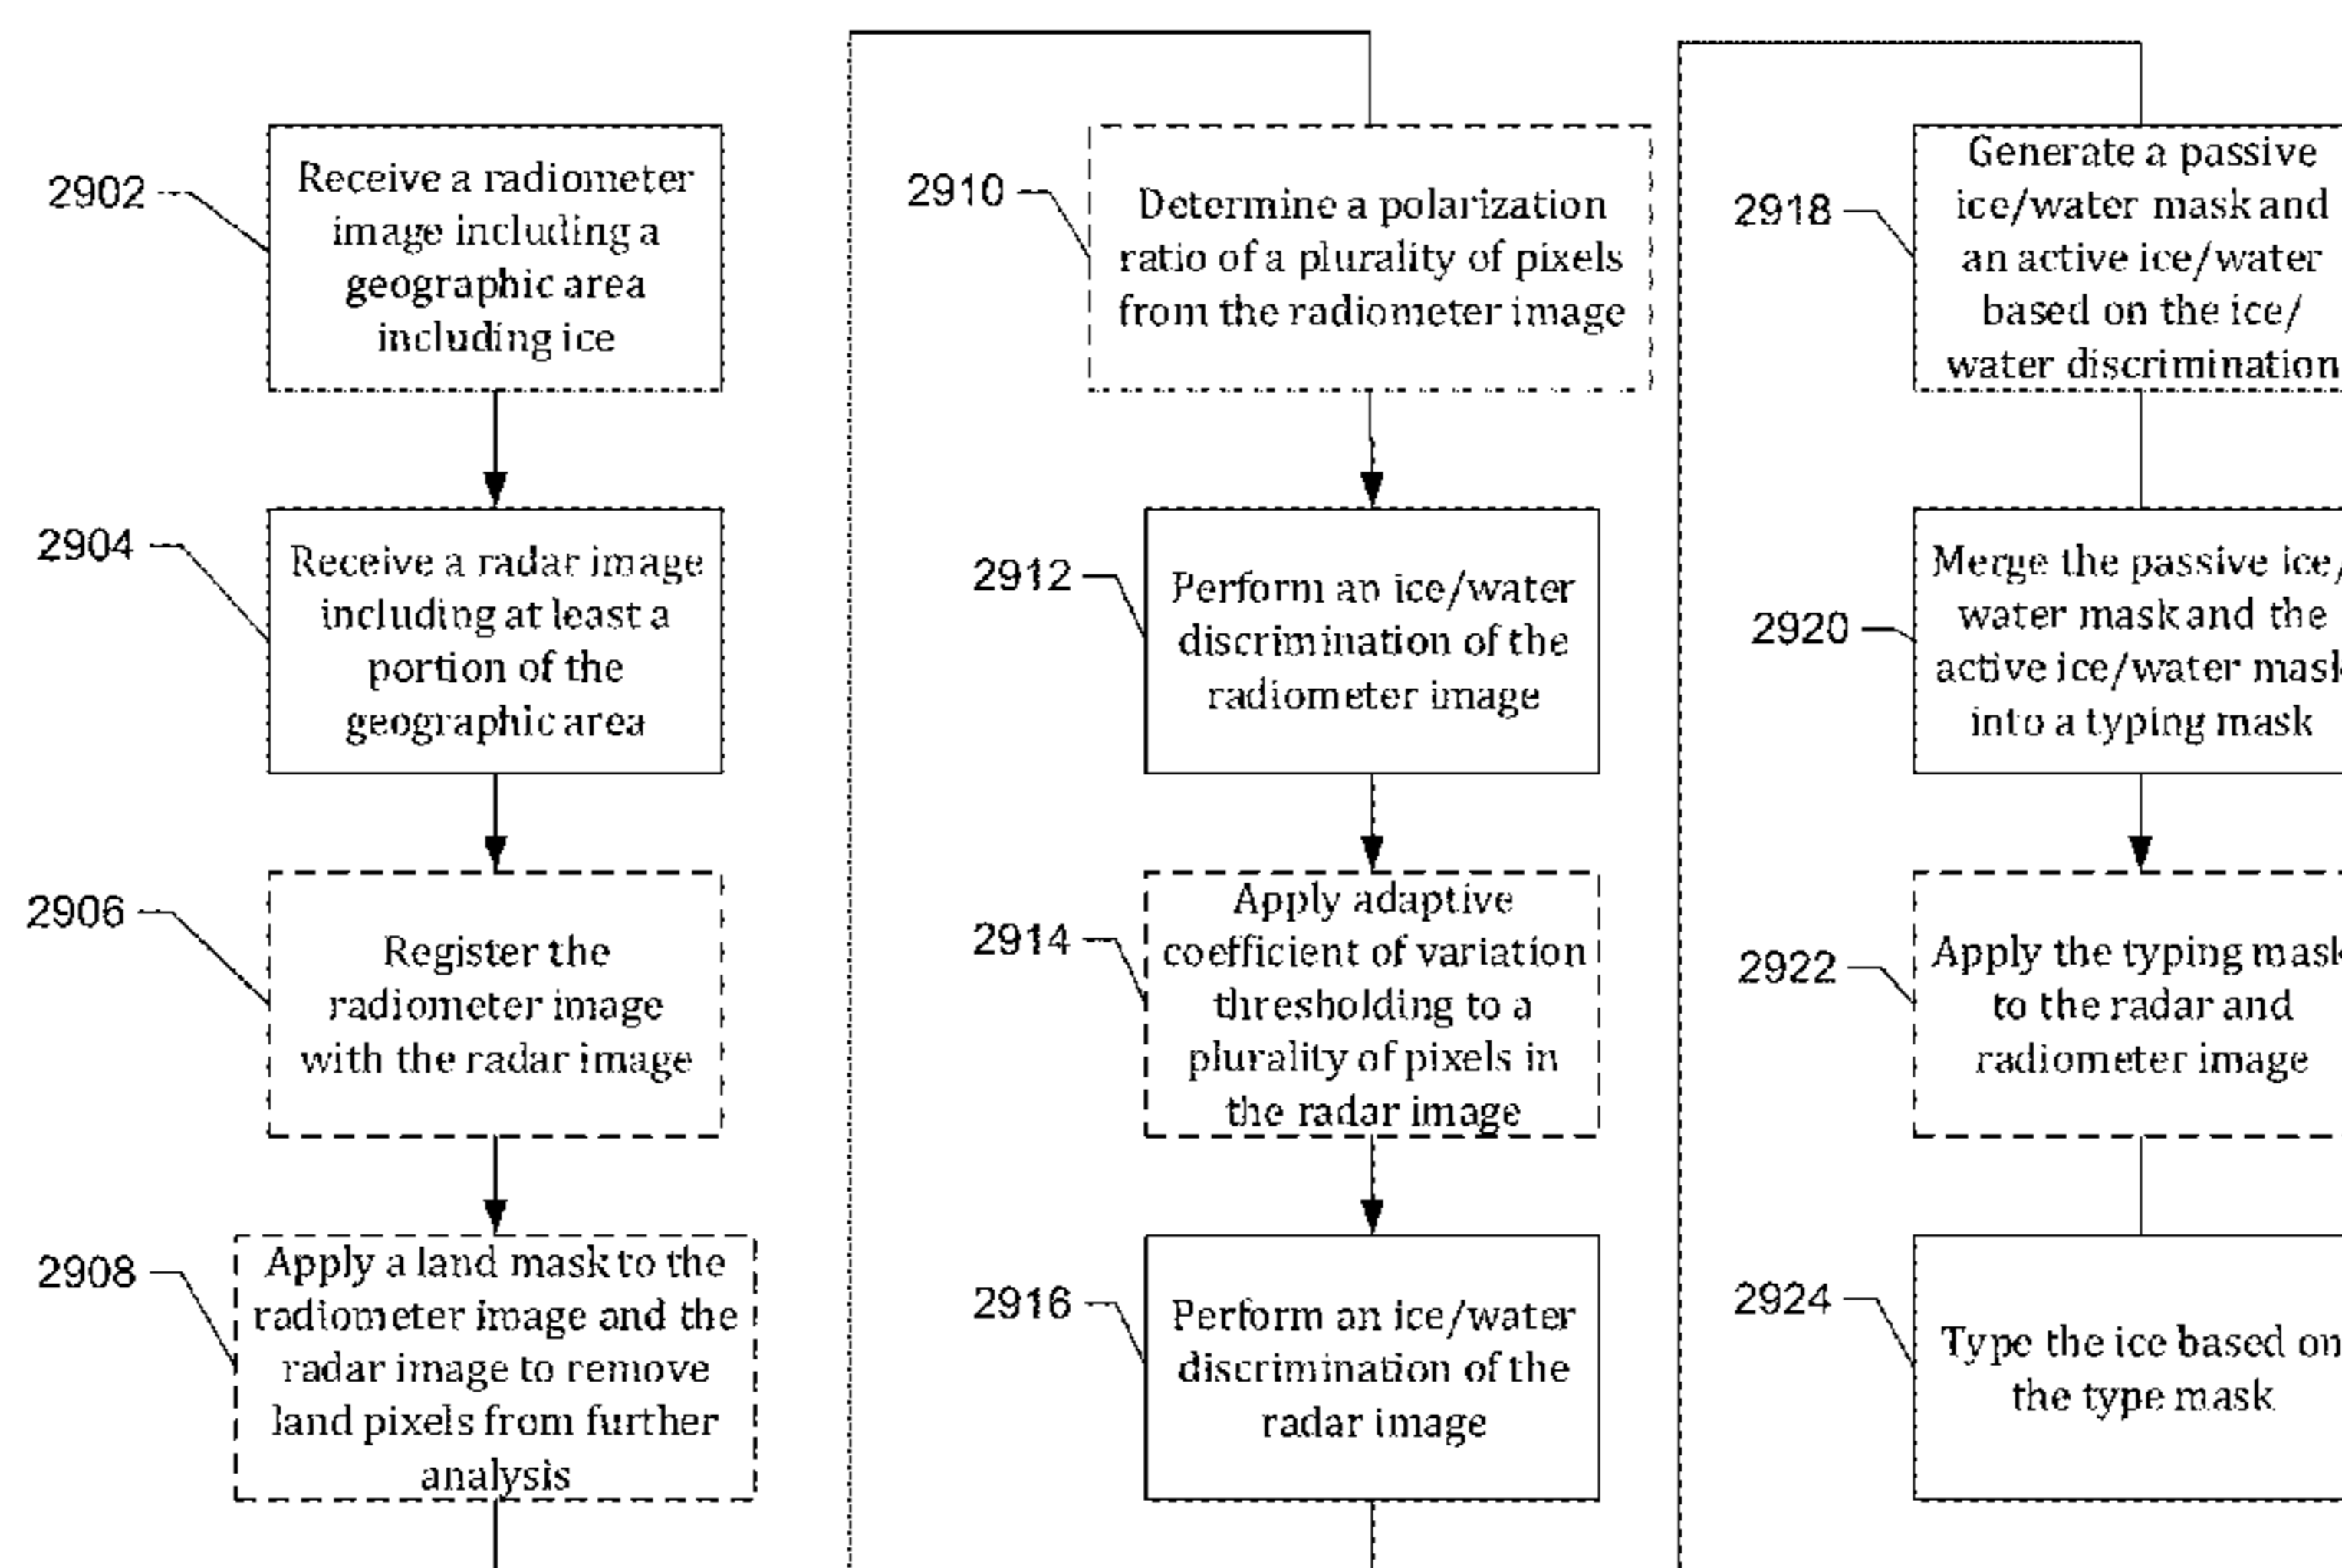 2902
Receive a radiometer
image including a
geographic area
including ice
2904
Receive a radar image
including at least a
portion of the
geographic area
2906
Register the
radiometer image
with the radar image
2908
Apply a land mask to the
radiometer image and the
radar image to remove
land pixels from further
analysis
2910
Determine a polarization
ratio of a plurality of pixels
from the radiometer image
2912
Perform an ice/water
discrimination of the
radiometer image
2914
Apply adaptive
coefficient of variation
thresholding to a
plurality of pixels in
the radar image
2916
Perform an ice/water
discrimination of the
radar image
2918
Generate a passive
ice/water mask and
an active ice/water
based on the ice/
water discrimination
2920
Merge the passive ice/
water mask and the
active ice/water mask
into a typing mask
2922
Apply the typing mask
to the radar and
radiometer image
2924
Type the ice based on
the type mask